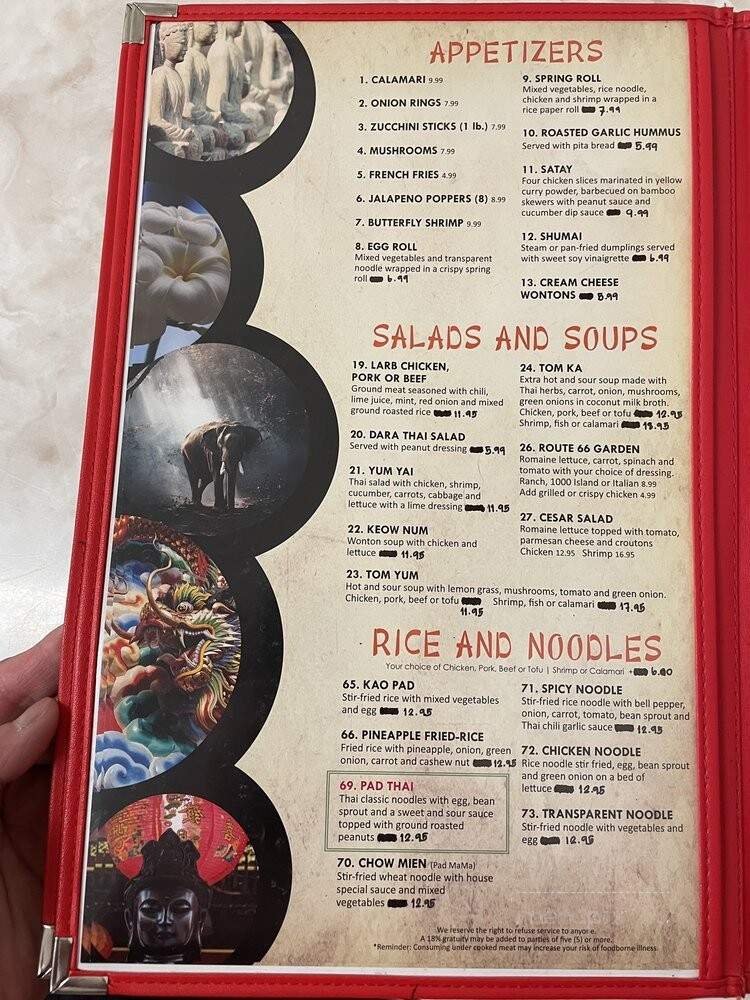 APPETIZERS
1. CALAMARI 9.99
2. ONION RINGS 7.99
3. ZUCCHINI STICKS (1 lb.) 7.99
4. MUSHROOMS 7.99
5. FRENCH FRIES 4.99
6. JALAPENO POPPERS (8) 8.99
7. BUTTERFLY SHRIMP 9.99
8. EGG ROLL
Mixed vegetables and transparent
noodle wrapped in a crispy spring
roll 6.99
9. SPRING ROLL
Mixed vegetables, rice noodle,
chicken and shrimp wrapped in a
rice paper roll 7.99
10. ROASTED GARLIC HUMMUS
Served with pita bread 5.99
11. SATAY
Four chicken slices marinated in yellow
curry powder, barbecued on bamboo
skewers with peanut sauce and
cucumber dip sauce 9.99
12. SHUMAI
Steam or pan-fried dumplings served
with sweet soy vinaigrette 6.99
13. CREAM CHEESE
WONTONS 8.99
SALADS AND SOUPS
19. LARB CHICKEN,
PORK OR BEEF
Ground meat seasoned with chili,
lime juice, mint, red onion and mixed
ground roasted rice 11.95
20. DARA THAI SALAD
Served with peanut dressing 5.99
21. YUM YAI
Thai salad with chicken, shrimp,
cucumber, carrots, cabbage and
lettuce with a lime dressing 11.95
22. KEOW NUM
Wonton soup with chicken and
lettuce 11.95
24. TOM KA
Extra hot and sour soup made with
Thai herbs, carrot, onion, mushrooms,
green onions in coconut milk broth.
Chicken, pork, beef or tofu 12.95
Shrimp, fish or calamari 18.95
26. ROUTE 66 GARDEN
Romaine lettuce, carrot, spinach and
tomato with your choice of dressing.
Ranch, 1000 Island or Italian 8.99
Add grilled or crispy chicken 4.99
27. CESAR SALAD
Romaine lettuce topped with tomato,
parmesan cheese and croutons
Chicken 12.95 Shrimp 16.95
23. TOM YUM
Hot and sour soup with lemon grass, mushrooms, tomato and green onion.
Chicken, pork, beef or tofu 11.95 Shrimp, fish or calamari 17.95
RICE AND NOODLES
Your choice of Chicken, Pork, Beef or Tofu | Shrimp or Calamari + 6.00
65. KAO PAD
Stir-fried rice with mixed vegetables
and egg 12.95
66. PINEAPPLE FRIED-RICE
Fried rice with pineapple, onion, green
onion, carrot and cashew nut 12.95
69. PAD THAI
Thai classic noodles with egg, bean
sprout and a sweet and sour sauce
topped with ground roasted
peanuts 12.95
70. CHOW MIEN (Pad MaMa)
Stir-fried wheat noodle with house
special sauce and mixed
vegetables 12.95
71. SPICY NOODLE
Stir-fried rice noodle with bell pepper,
onion, carrot, tomato, bean sprout and
Thai chili garlic sauce 12.95
72. CHICKEN NOODLE
Rice noodle stir fried, egg, bean sprout
and green onion on a bed of
lettuce 12.95
73. TRANSPARENT NOODLE
Stir-fried noodle with vegetables and
egg 12.95
We reserve the right to refuse service to anyone.
A 18% gratuity may be added to parties of five (5) or more.
*Reminder: Consuming under cooked meat may increase your risk of foodborne illness.